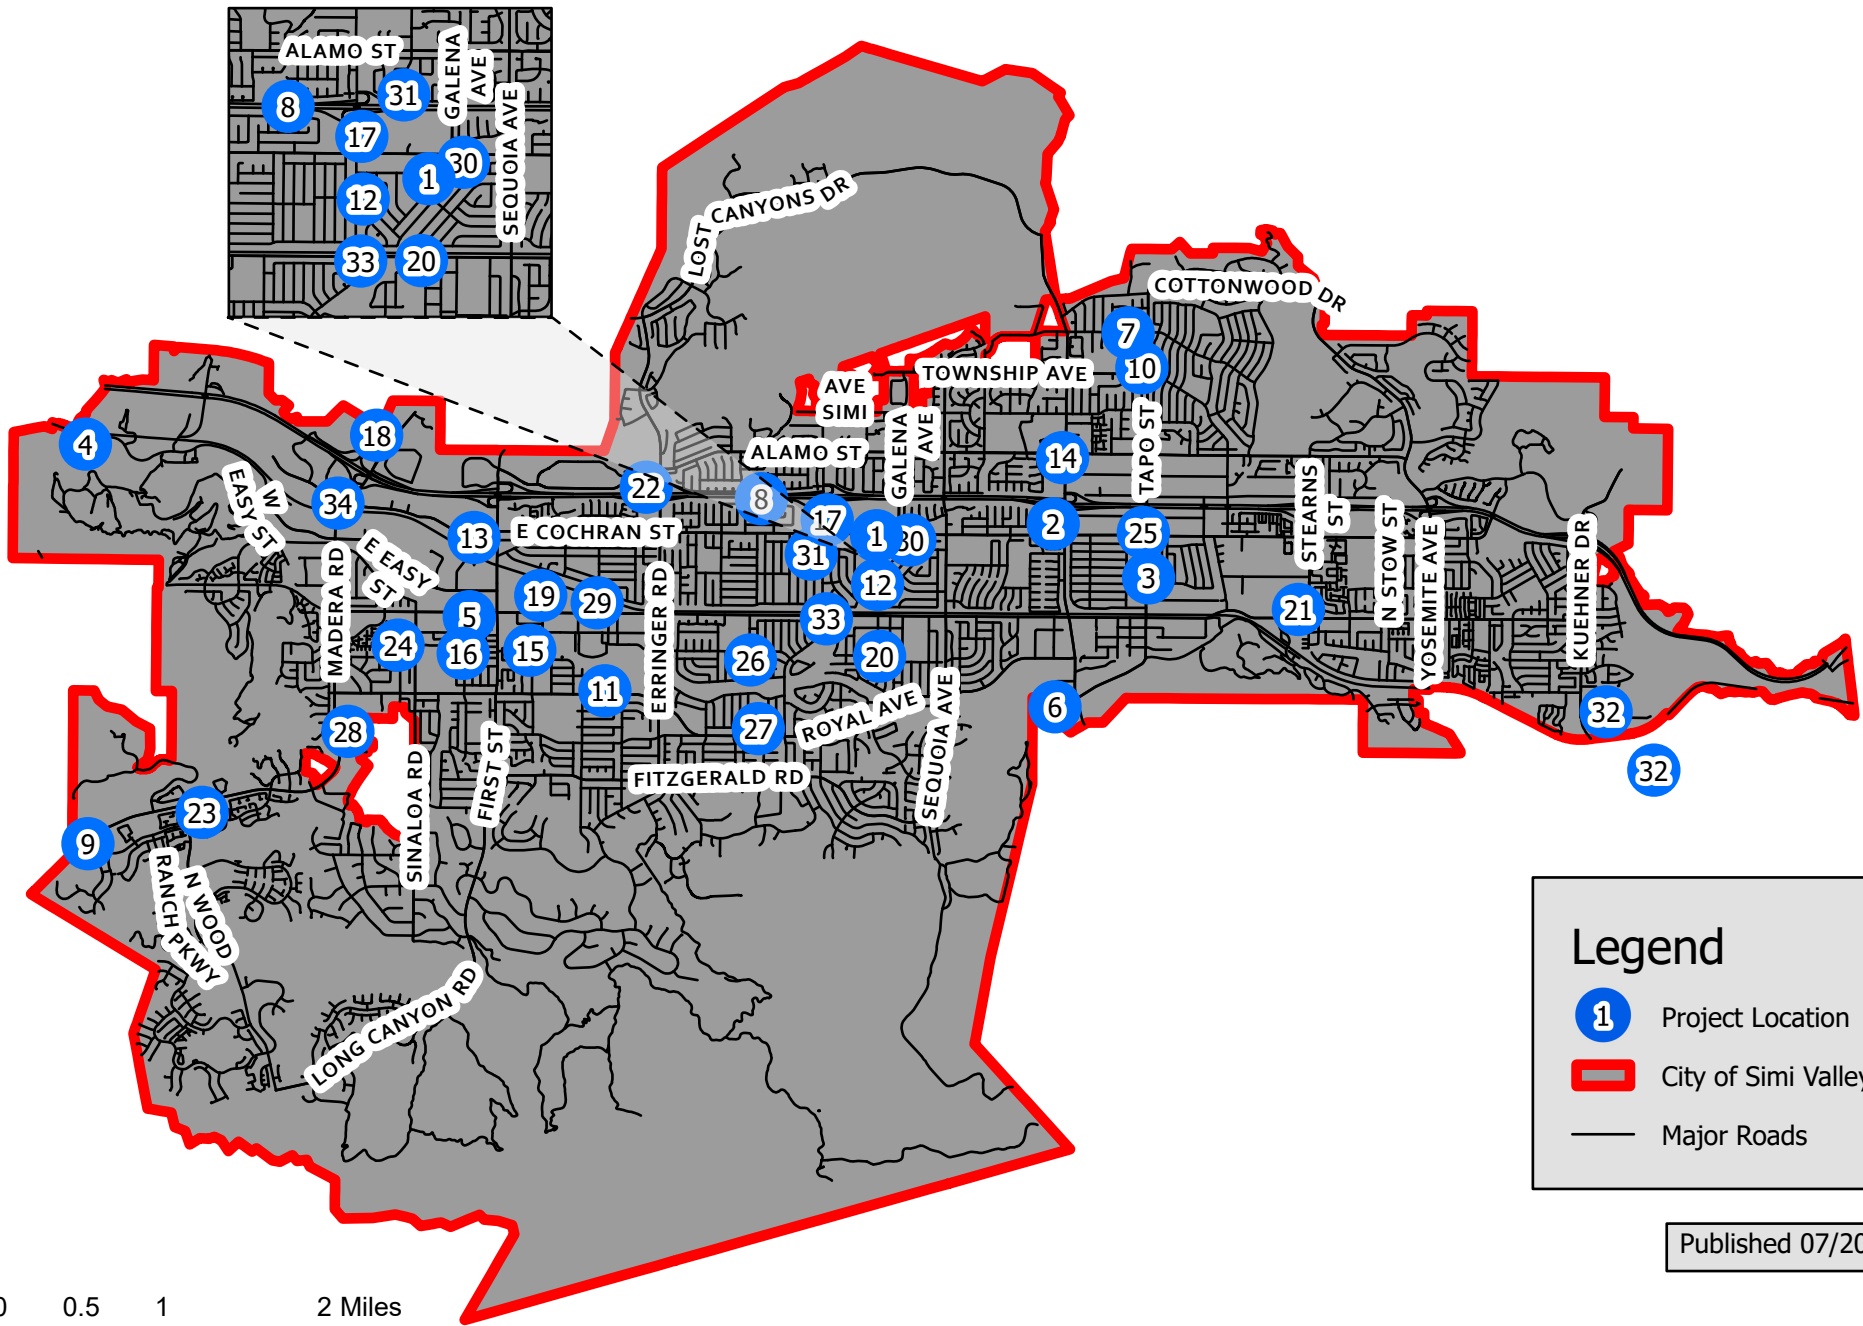 ALAMO ST
GALENA
AVE
SEQUOIA AVE
8
31
17
30
1
12
33
20
LOST CANYONS DR
COTTONWOOD DR
7
10
TOWNSHIP AVE
AVE
SIMI
GALENA
AVE
ALAMO ST
TAPO ST
4
18
14
W
EASY ST
34
22
8
17
1
30
2
25
STEARNS
ST
N STOW ST
YOSEMITE AVE
KUEHNER DR
13
E COCHRAN ST
31
12
3
E EASY
ST
MADERA RD
19
29
ERRINGER RD
5
33
21
24
16
15
26
20
11
ROYAL AVE
SEQUOIA AVE
6
32
28
27
32
SINALOA RD
FIRST ST
FITZGERALD RD
23
9
N WOOD
RANCH PKWY
LONG CANYON RD
Legend
1 Project Location
City of Simi Valley
Major Roads
Published 07/20
0 0.5 1 2 Miles